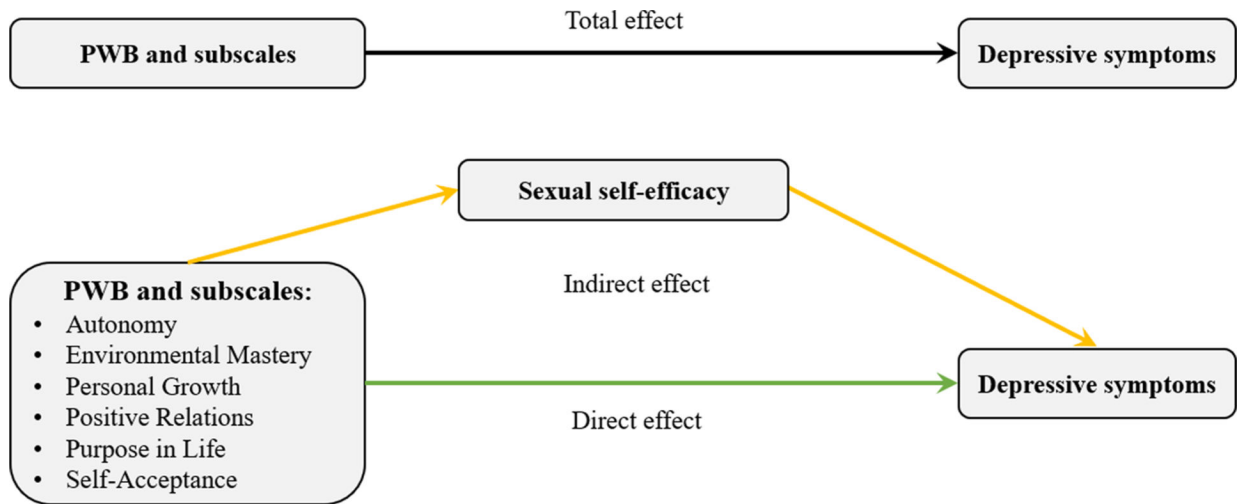 Total effect
PWB and subscales
Depressive symptoms
Sexual self-efficacy
Indirect effect
PWB and subscales:
• Autonomy
• Environmental Mastery
• Personal Growth
• Positive Relations
• Purpose in Life
• Self-Acceptance
Depressive symptoms
Direct effect